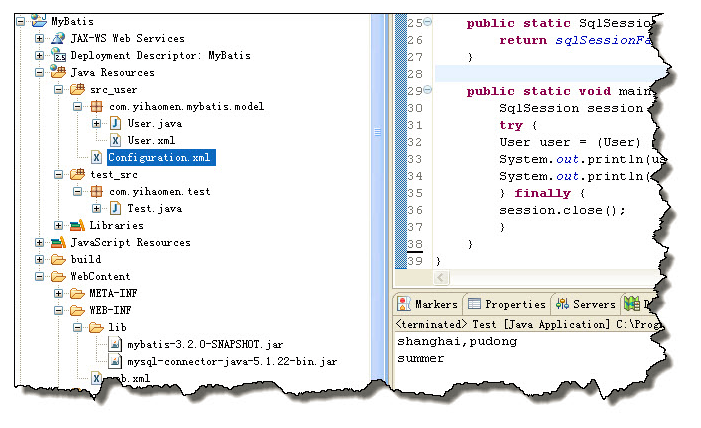 MyBatis
JAX-WS Web Services
Deployment Descriptor: MyBatis
Java Resources
src_user
com.yihaomen.mybatis.model
User.java
User.xml
Configuration.xml
test_src
com.yihaomen.test
Test.java
Libraries
JavaScript Resources
build
WebContent
META-INF
WEB-INF
lib
mybatis-3.2.0-SNAPSHOT.jar
mysql-connector-java-5.1.22-bin.jar
25 public static SqlSession
26 return sqlSessionFa
27 }
28
29 public static void main
30 SqlSession session
31 try {
32 User user = (User)
33 System.out.println(us
34 System.out.println(
35 } finally {
36 session.close();
37 }
38 }
39 }
Markers Properties Servers
<terminated> Test [Java Application] C:\Prog
shanghai,pudong
summer